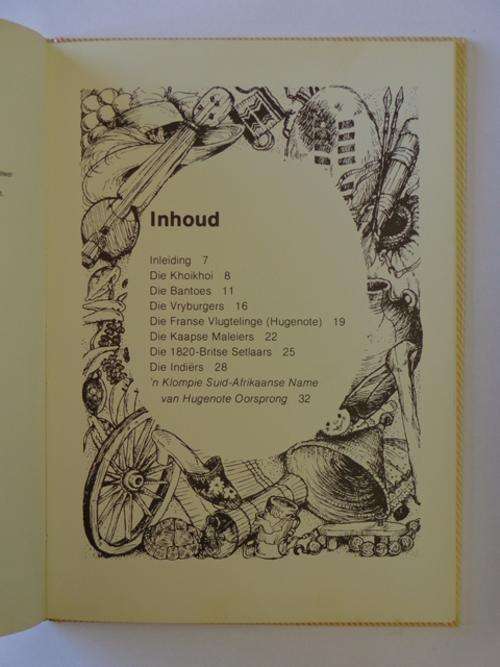 Inhoud
Inleiding 7
Die Khoikhoi 8
Die Bantoes 11
Die Vryburgers 16
Die Franse Vlugtelinge (Hugenote) 19
Die Kaapse Maleiers 22
Die 1820-Britse Setlaars 25
Die Indiërs 28
'n Klompie Suid-Afrikaanse Name
van Hugenote Oorsprong 32